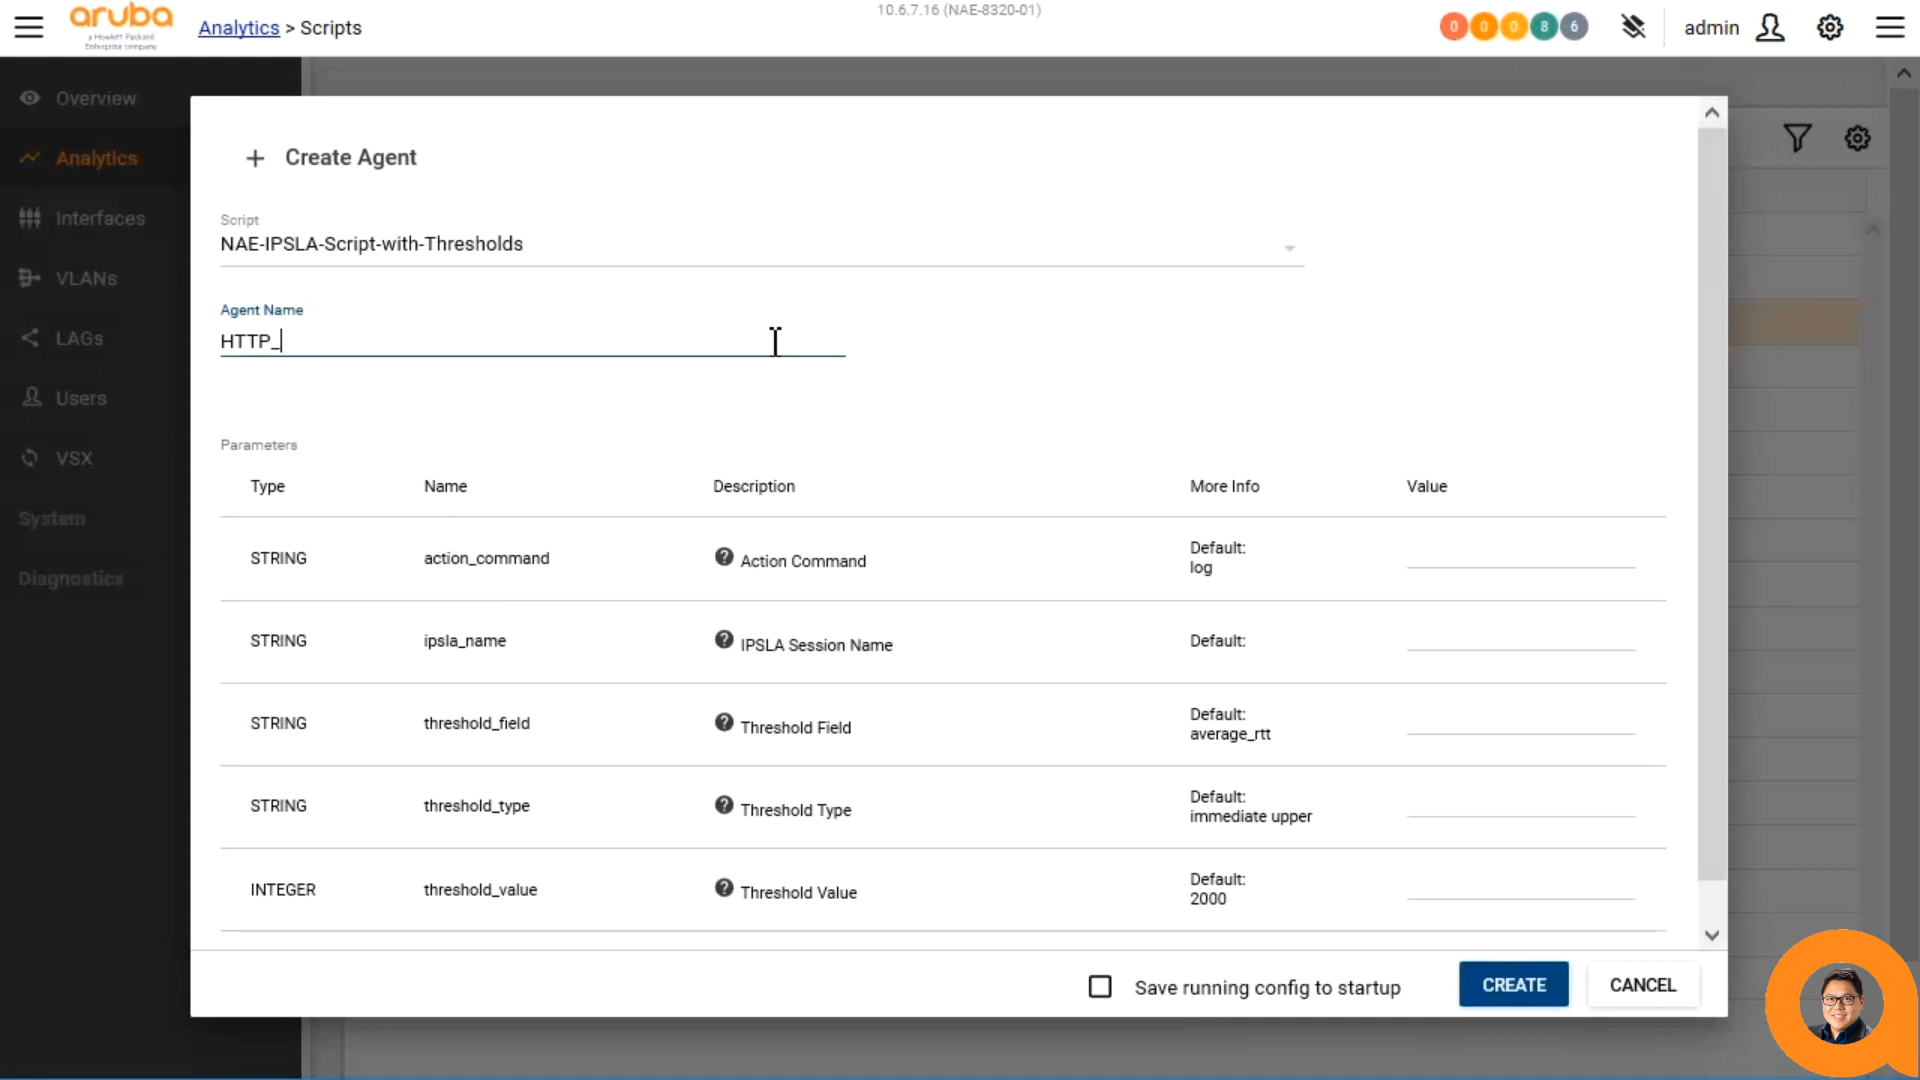 aruba
a Hewlett Packard
Enterprise company
Analytics > Scripts
10.6.7.16 (NAE-8320-01)
0 0 0 8 6
admin
Overview
Analytics
Interfaces
VLANs
LAGs
Users
VSX
System
Diagnostics
+ Create Agent
Script
NAE-IPSLA-Script-with-Thresholds
Agent Name
HTTP_
Parameters
Type Name Description More Info Value
STRING action_command ? Action Command Default:
log
STRING ipsla_name ? IPSLA Session Name Default:
STRING threshold_field ? Threshold Field Default:
average_rtt
STRING threshold_type ? Threshold Type Default:
immediate upper
INTEGER threshold_value ? Threshold Value Default:
2000
Save running config to startup
CREATE
CANCEL